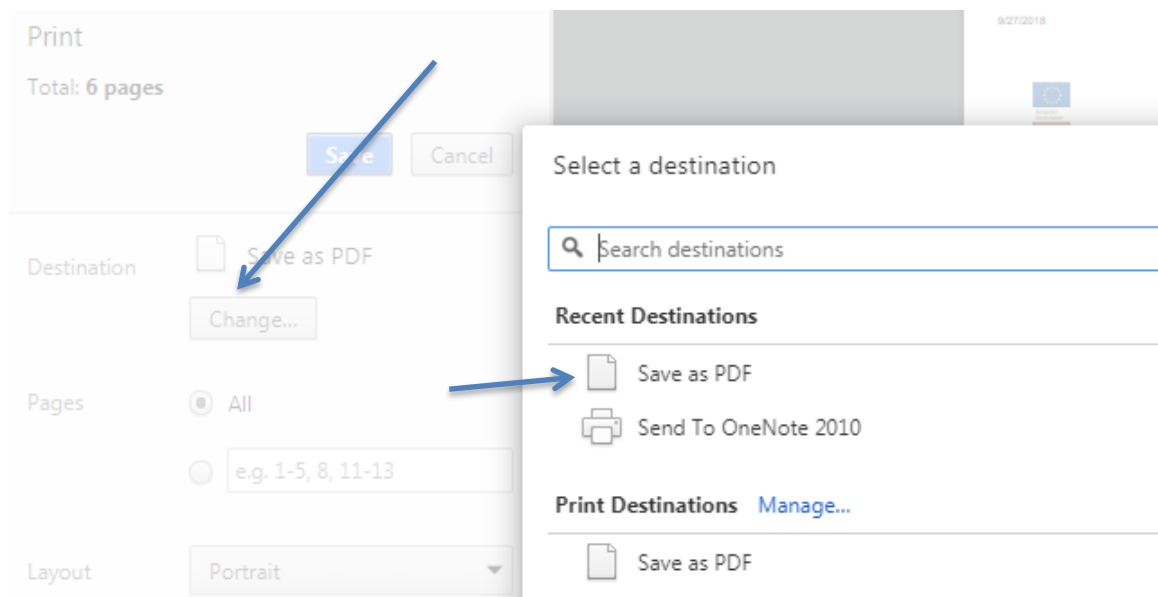 Print
Total: 6 pages
Save Cancel
Destination
Save as PDF
Change...
Pages
All
e.g. 1-5, 8, 11-13
Layout
Portrait
9/27/2018
Select a destination
Search destinations
Recent Destinations
Save as PDF
Send To OneNote 2010
Print Destinations Manage...
Save as PDF